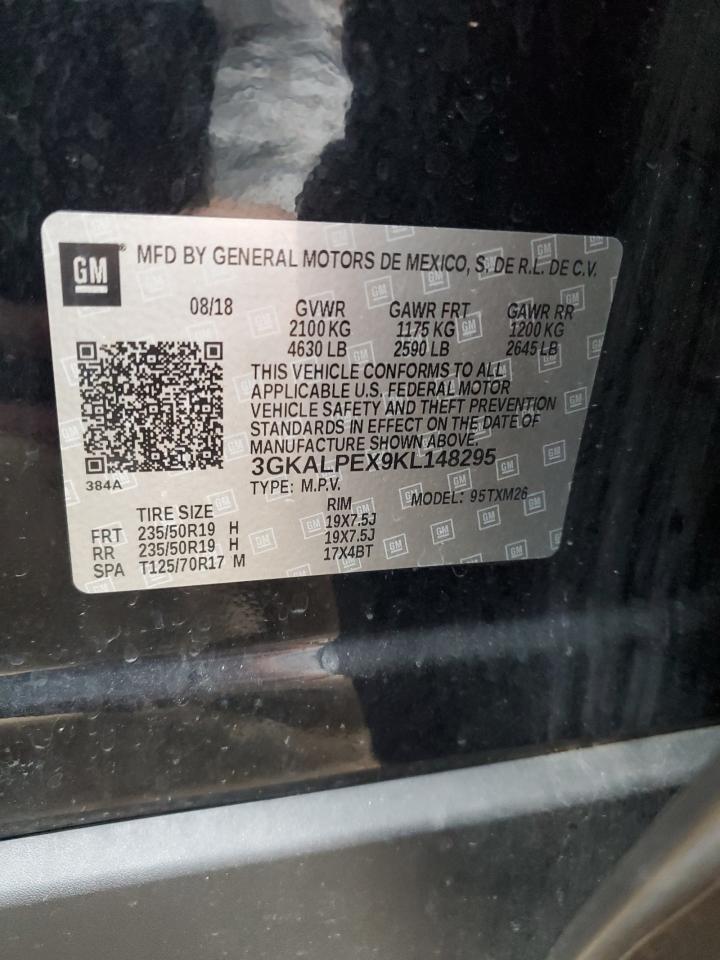 GM ® MFD BY GENERAL MOTORS DE MEXICO, S. DE R.L. DE C.V.
08/18 GVWR GAWR FRT GAWR RR
2100 KG 1175 KG 1200 KG
4630 LB 2590 LB 2645 LB
THIS VEHICLE CONFORMS TO ALL
APPLICABLE U.S. FEDERAL MOTOR
VEHICLE SAFETY AND THEFT PREVENTION
STANDARDS IN EFFECT ON THE DATE OF
MANUFACTURE SHOWN ABOVE.
3GKALPEX9KL148295
384A
TYPE: M.P.V. MODEL: 95TXM26
TIRE SIZE RIM
FRT 235/50R19 H 19X7.5J
RR 235/50R19 H 19X7.5J
SPA T125/70R17 M 17X4BT